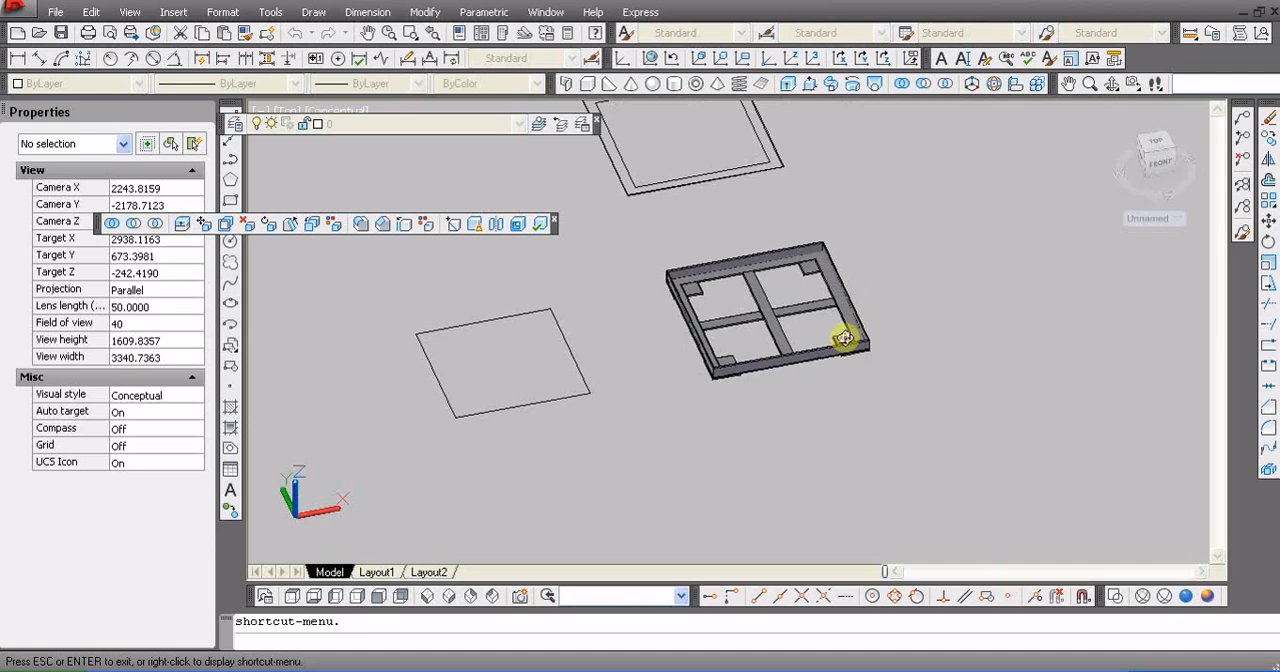 File Edit View Insert Format Tools Draw Dimension Modify Parametric Window Help Express
Standard Standard Standard Standard
Standard
ByLayer ByLayer ByLayer ByColor
Properties
[−] [Top] [Conceptual]
0
No selection
View
Camera X 2243.8159
Camera Y -2178.7123
Camera Z
Target X 2938.1163
Target Y 673.3981
Target Z -242.4190
Projection Parallel
Lens length (... 50.0000
Field of view 40
View height 1609.8357
View width 3340.7363
Misc
Visual style Conceptual
Auto target On
Compass Off
Grid Off
UCS Icon On
TOP
FRONT
Unnamed
Z
Y
X
Model Layout1 Layout2
shortcut-menu.
Press ESC or ENTER to exit, or right-click to display shortcut-menu.